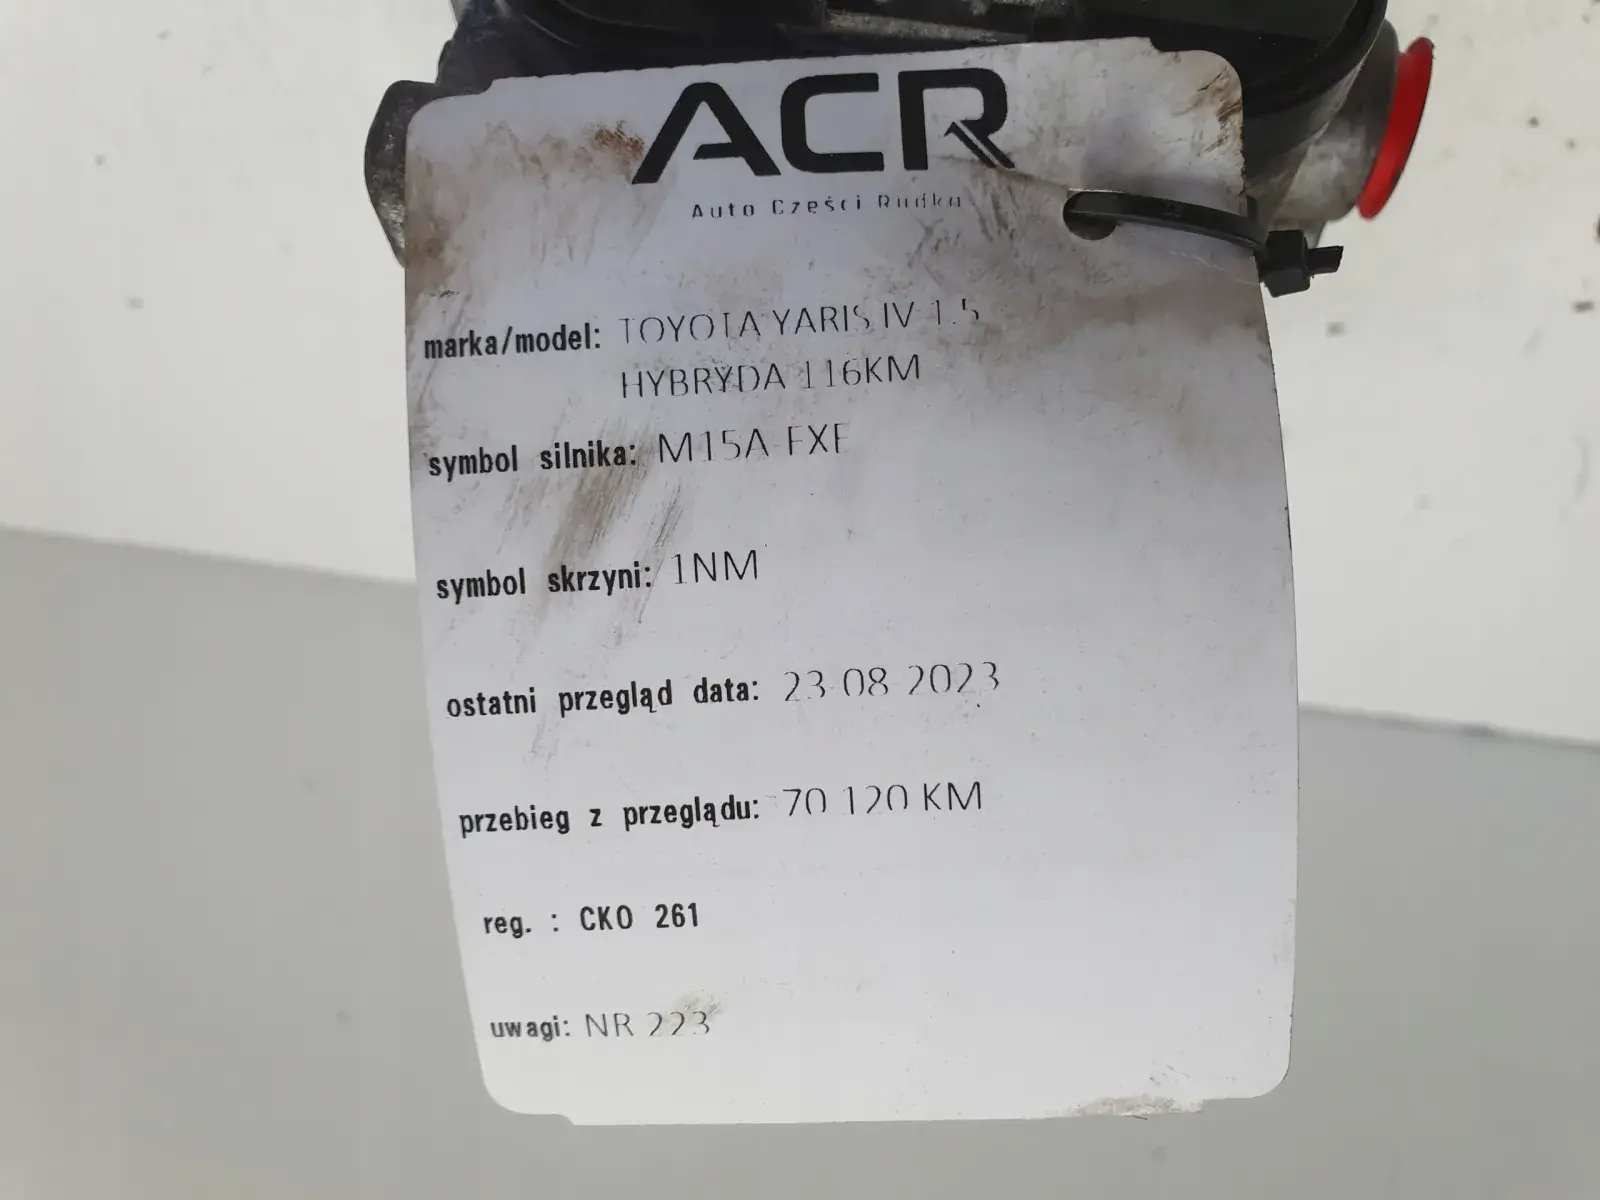 ACR
Auto Części Rudka
marka/model: TOYOTA YARIS IV 1.5
HYBRYDA 116KM
symbol silnika: M15A-FXE
symbol skrzyni: 1NM
ostatni przegląd data: 23-08-2023
przebieg z przeglądu: 70 120 KM
reg. : CKO 261
uwagi: NR 223